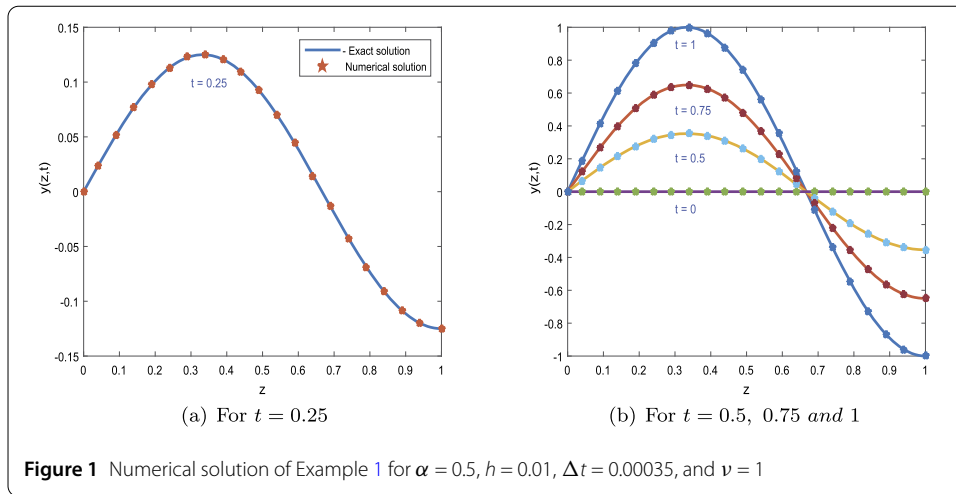 0.15
0.1
0.05
0
-0.05
-0.1
-0.15
y(z,t)
- Exact solution
Numerical solution
t = 0.25
0 0.1 0.2 0.3 0.4 0.5 0.6 0.7 0.8 0.9 1
z
(a) For t = 0.25
1
0.8
0.6
0.4
0.2
0
-0.2
-0.4
-0.6
-0.8
-1
y(z,t)
t = 1
t = 0.75
t = 0.5
t = 0
0 0.1 0.2 0.3 0.4 0.5 0.6 0.7 0.8 0.9 1
z
(b) For t = 0.5, 0.75 and 1
Figure 1 Numerical solution of Example 1 for α = 0.5, h = 0.01, Δt = 0.00035, and ν = 1